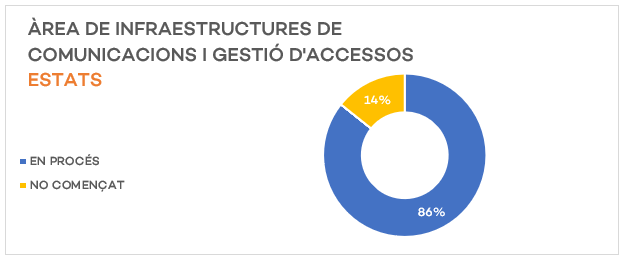 ÀREA DE INFRAESTRUCTURES DE
COMUNICACIONS I GESTIÓ D'ACCESSOS
ESTATS
14%
EN PROCÉS
NO COMENÇAT
86%